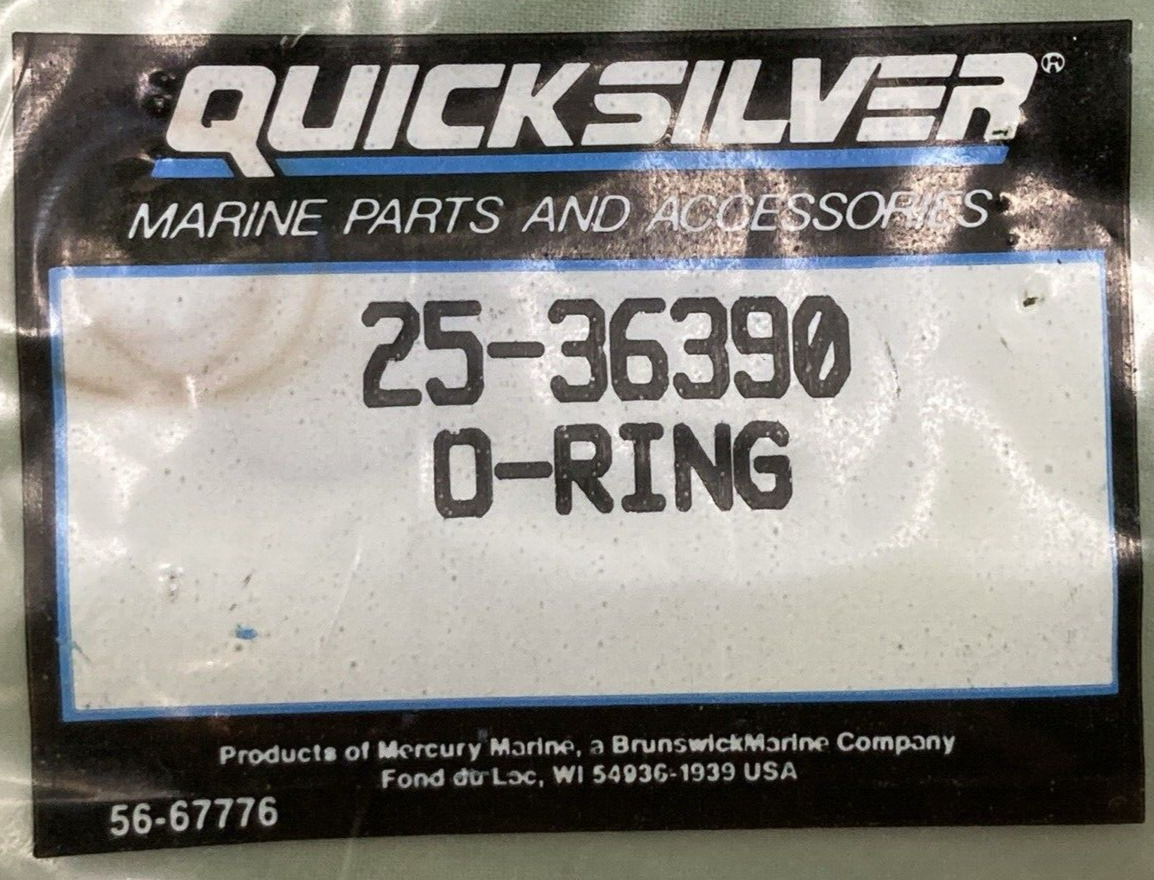 QUICKSILVER®
MARINE PARTS AND ACCESSORIES
25-36390
O-RING
Products of Mercury Marine, a BrunswickMarine Company
Fond du Lac, WI 54936-1939 USA
56-67776